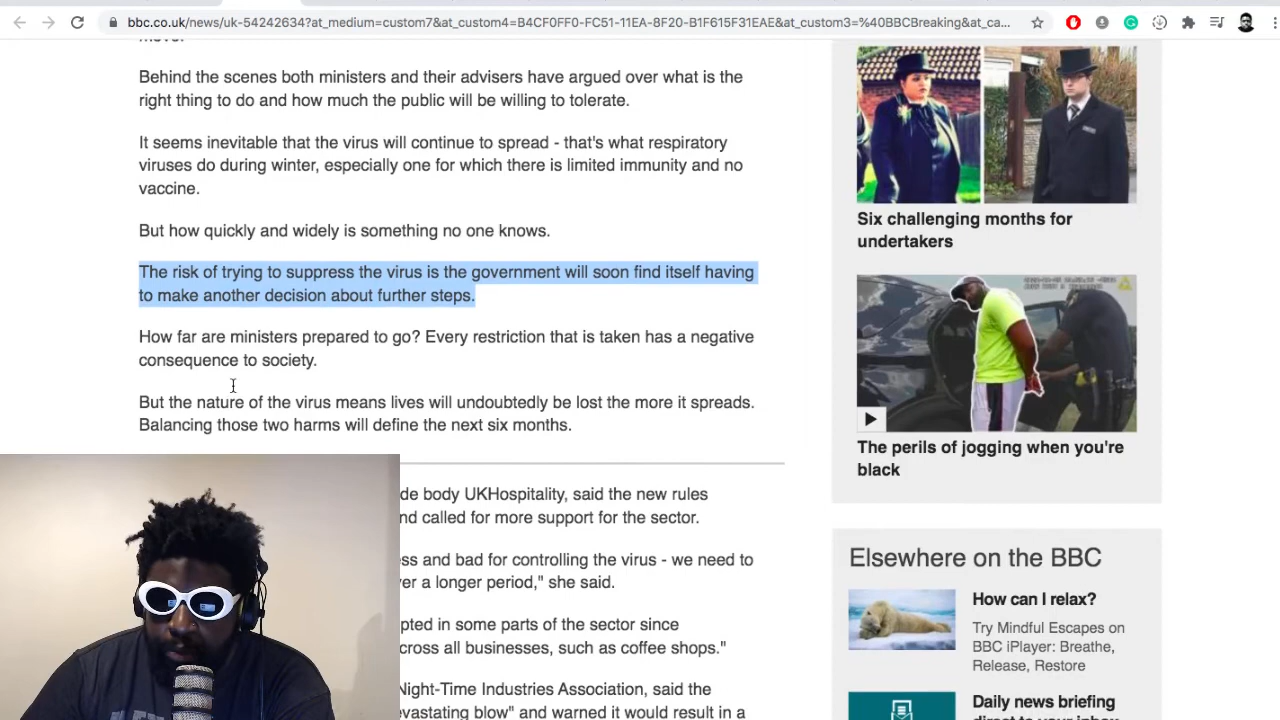 bbc.co.uk/news/uk-54242634?at_medium=custom7&at_custom4=B4CF0FF0-FC51-11EA-8F20-B1F615F31EAE&at_custom3=%40BBCBreaking&at_ca...
move.
Behind the scenes both ministers and their advisers have argued over what is the
right thing to do and how much the public will be willing to tolerate.
It seems inevitable that the virus will continue to spread - that's what respiratory
viruses do during winter, especially one for which there is limited immunity and no
vaccine.
But how quickly and widely is something no one knows.
The risk of trying to suppress the virus is the government will soon find itself having
to make another decision about further steps.
How far are ministers prepared to go? Every restriction that is taken has a negative
consequence to society.
But the nature of the virus means lives will undoubtedly be lost the more it spreads.
Balancing those two harms will define the next six months.
de body UKHospitality, said the new rules
nd called for more support for the sector.
ess and bad for controlling the virus - we need to
er a longer period," she said.
pted in some parts of the sector since
cross all businesses, such as coffee shops."
Night-Time Industries Association, said the
evastating blow" and warned it would result in a
Six challenging months for
undertakers
The perils of jogging when you're
black
Elsewhere on the BBC
How can I relax?
Try Mindful Escapes on
BBC iPlayer: Breathe,
Release, Restore
Daily news briefing
direct to your inbox